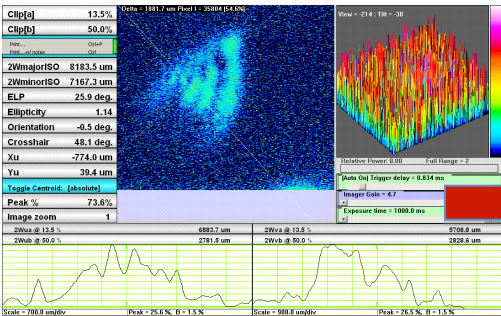 Clip[a] 13.5%
Clip[b] 50.0%
Print... Ctrl+P
Print... w/ notes Ctrl
2WmajorISO 8183.5 um
2WminorISO 7167.3 um
ELP 25.9 deg.
Ellipticity 1.14
Orientation -0.5 deg.
Crosshair 48.1 deg.
Xu -774.0 um
Yu 39.4 um
Toggle Centroid: [absolute]
Peak % 73.6%
Image zoom 1
Delta = 1881.7 um Pixel I = 35804 (54.6%)
View = -214 : Tilt = -38
Relative Power: 0.00 Full Range = 2
[Auto On] Trigger delay = 0.834 ms
Imager Gain = 4.7
Exposure time = 1000.0 ms
2Wua @ 13.5 % 6883.7 um
2Wub @ 50.0 % 2781.5 um
2Wva @ 13.5 % 5708.8 um
2Wvb @ 50.0 % 2828.6 um
Scale = 700.0 um/div Peak = 25.6 %, B = 1.5 %
Scale = 900.0 um/div Peak = 26.5 %, B = 1.5 %